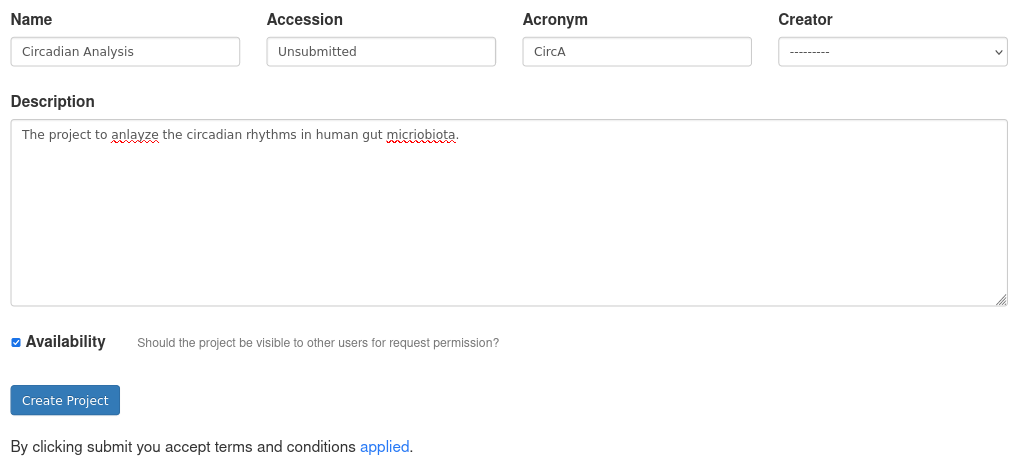 Name Accession Acronym Creator
Circadian Analysis Unsubmitted CircA ---------
Description
The project to anlayze the circadian rhythms in human gut micriobiota.
Availability Should the project be visible to other users for request permission?
Create Project
By clicking submit you accept terms and conditions applied.